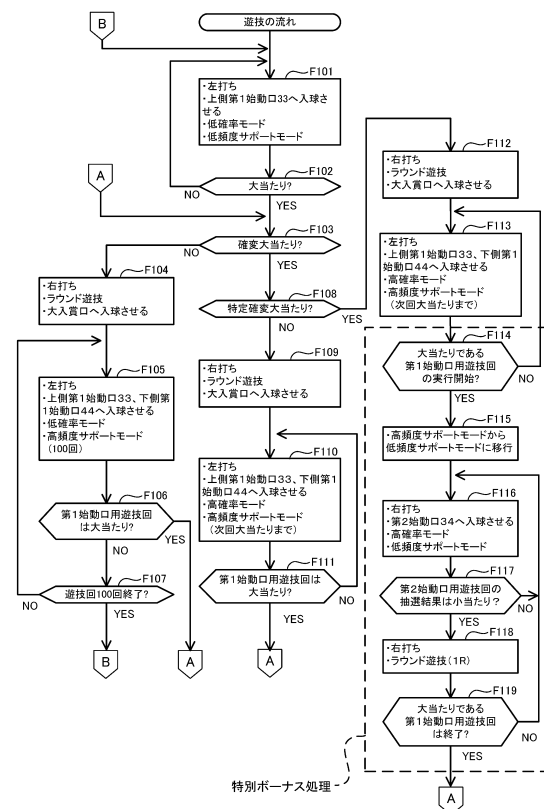 B
遊技の流れ
F101
・左打ち
・上側第1始動口33へ入球さ
せる
・低確率モード
・低頻度サポートモード
F102
大当たり?
NO
YES
A
F103
確変大当たり?
NO
YES
F104
・右打ち
・ラウンド遊技
・大入賞口へ入球させる
F105
・左打ち
・上側第1始動口33、下側第
1始動口44へ入球させる
・低確率モード
・高頻度サポートモード
(100回)
F106
第1始動口用遊技回
は大当たり?
YES
NO
F107
遊技回100回終了?
NO
YES
B
A
F108
特定確変大当たり?
YES
NO
F109
・右打ち
・ラウンド遊技
・大入賞口へ入球させる
F110
・左打ち
・上側第1始動口33、下側第1
始動口44へ入球させる
・高確率モード
・高頻度サポートモード
(次回大当たりまで)
F111
第1始動口用遊技回は
大当たり?
NO
YES
A
F112
・右打ち
・ラウンド遊技
・大入賞口へ入球させる
F113
・左打ち
・上側第1始動口33、下側第1
始動口44へ入球させる
・高確率モード
・高頻度サポートモード
(次回大当たりまで)
F114
大当たりである
第1始動口用遊技回
の実行開始?
NO
YES
F115
・高頻度サポートモードから
低頻度サポートモードに移行
F116
・右打ち
・第2始動口34へ入球させる
・高確率モード
・低頻度サポートモード
F117
第2始動口用遊技回の
抽選結果は小当たり?
NO
YES
F118
・右打ち
・ラウンド遊技(1R)
F119
大当たりである
第1始動口用遊技回
は終了?
NO
YES
特別ボーナス処理
A